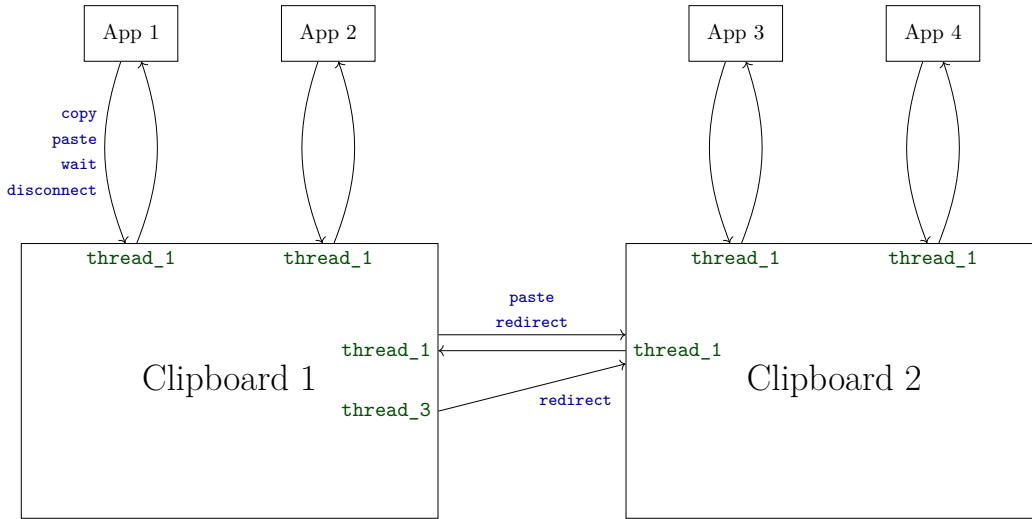 App 1
App 2
App 3
App 4
copy
paste
wait
disconnect
thread_1
thread_1
thread_1
thread_1
paste
redirect
thread_1
thread_1
Clipboard 1
Clipboard 2
redirect
thread_3